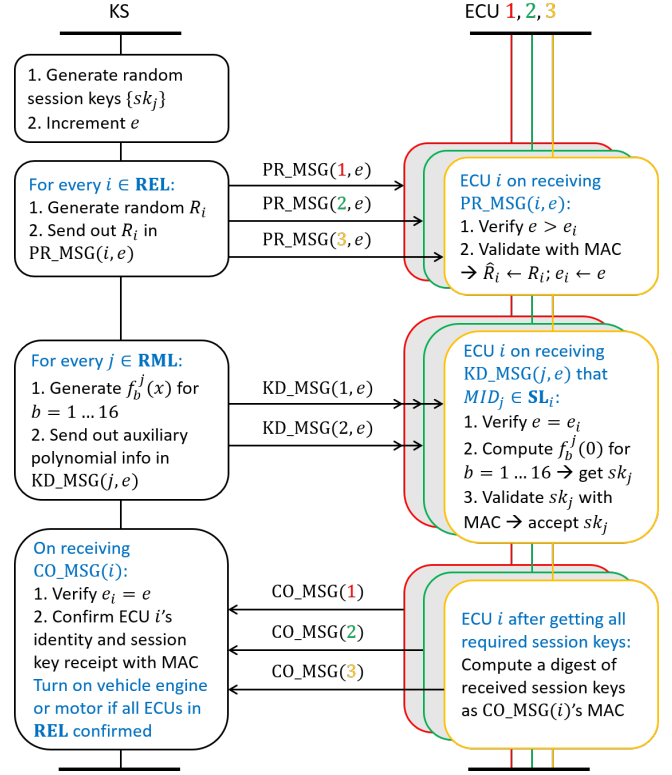 KS
ECU 1, 2, 3
1. Generate random
session keys {sk_j}
2. Increment e
For every i ∈ REL:
1. Generate random R_i
2. Send out R_i in
PR_MSG(i, e)
PR_MSG(1, e)
PR_MSG(2, e)
PR_MSG(3, e)
ECU i on receiving
PR_MSG(i, e):
1. Verify e > e_i
2. Validate with MAC
→ R̂_i ← R_i; e_i ← e
For every j ∈ RML:
1. Generate f_b^j(x) for
b = 1 … 16
2. Send out auxiliary
polynomial info in
KD_MSG(j, e)
KD_MSG(1, e)
KD_MSG(2, e)
ECU i on receiving
KD_MSG(j, e) that
MID_j ∈ SL_i:
1. Verify e = e_i
2. Compute f_b^j(0) for
b = 1 … 16 → get sk_j
3. Validate sk_j with
MAC → accept sk_j
On receiving
CO_MSG(i):
1. Verify e_i = e
2. Confirm ECU i's
identity and session
key receipt with MAC
Turn on vehicle engine
or motor if all ECUs in
REL confirmed
CO_MSG(1)
CO_MSG(2)
CO_MSG(3)
ECU i after getting all
required session keys:
Compute a digest of
received session keys
as CO_MSG(i)'s MAC